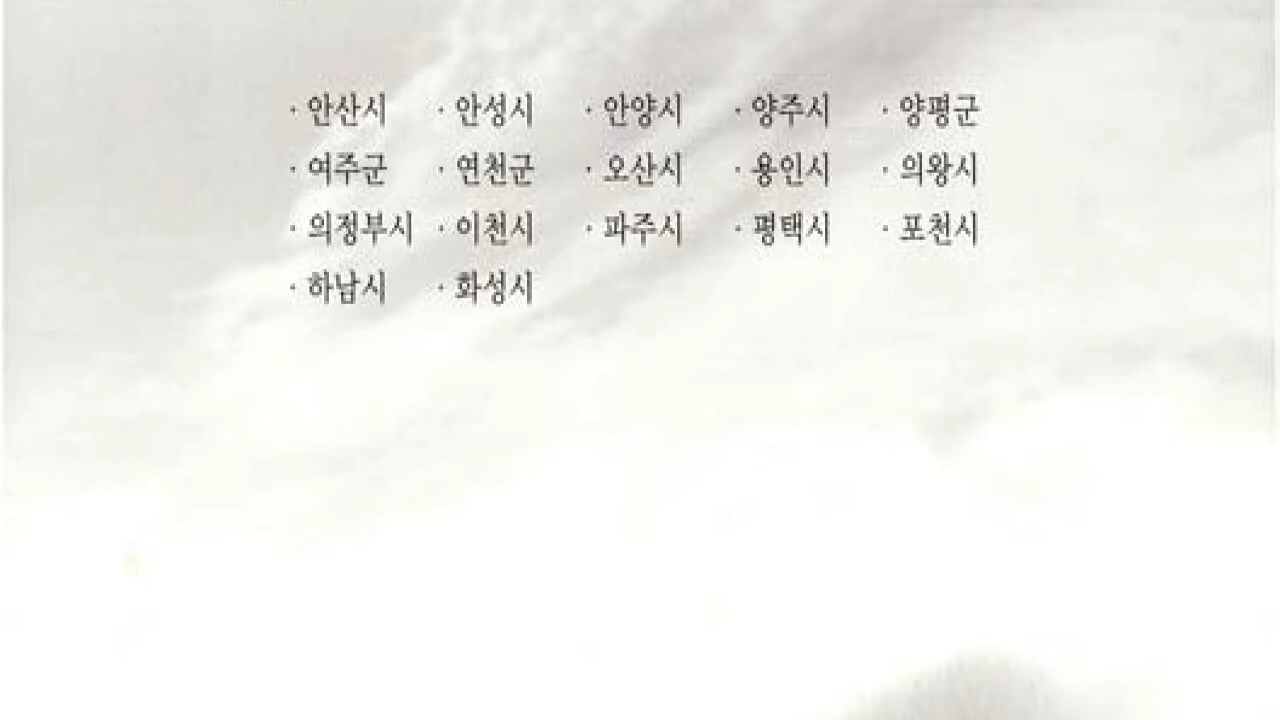 · 안산시 · 안성시 · 안양시 · 양주시 · 양평군
· 여주군 · 연천군 · 오산시 · 용인시 · 의왕시
· 의정부시 · 이천시 · 파주시 · 평택시 · 포천시
· 하남시 · 화성시